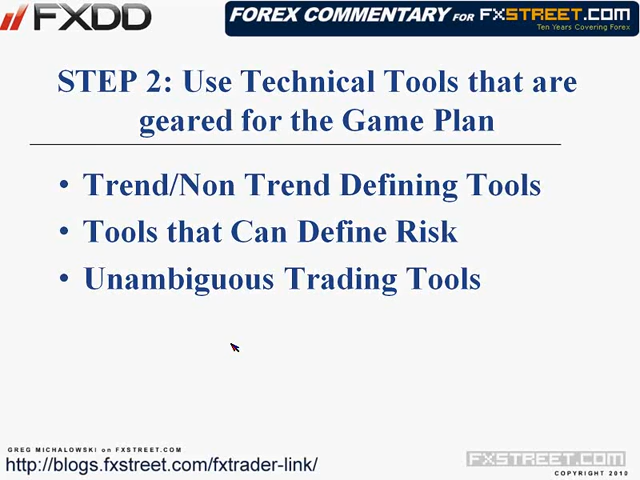 FXDD
FOREX COMMENTARY FOR FXSTREET.COM
Ten Years Covering Forex
STEP 2: Use Technical Tools that are
geared for the Game Plan
• Trend/Non Trend Defining Tools
• Tools that Can Define Risk
• Unambiguous Trading Tools
GREG MICHALOWSKI on FXSTREET.COM
http://blogs.fxstreet.com/fxtrader-link/
FXSTREET.COM
COPYRIGHT 2010